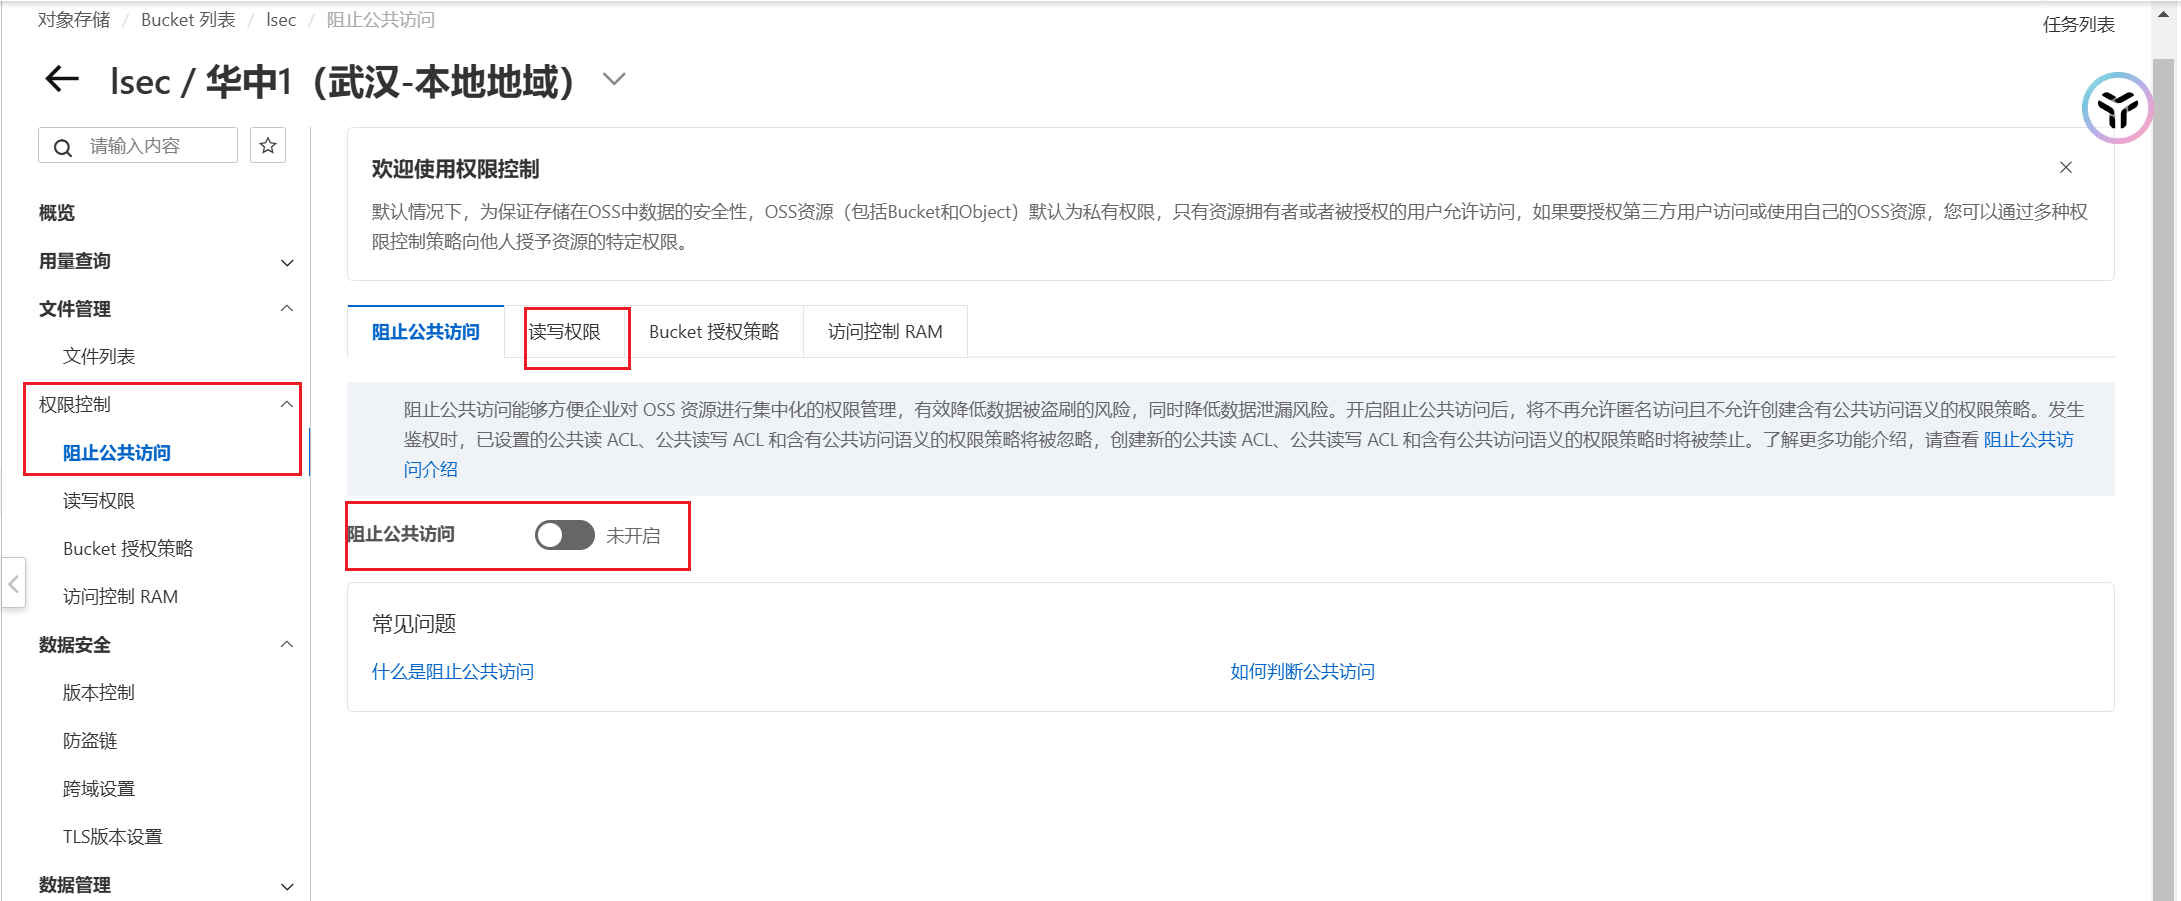 对象存储 / Bucket 列表 / lsec / 阻止公共访问
任务列表
lsec / 华中1（武汉-本地地域）
请输入内容
概览
用量查询
文件管理
文件列表
权限控制
阻止公共访问
读写权限
Bucket 授权策略
访问控制 RAM
数据安全
版本控制
防盗链
跨域设置
TLS版本设置
数据管理
欢迎使用权限控制
默认情况下，为保证存储在OSS中数据的安全性，OSS资源（包括Bucket和Object）默认为私有权限，只有资源拥有者或者被授权的用户允许访问，如果要授权第三方用户访问或使用自己的OSS资源，您可以通过多种权
限控制策略向他人授予资源的特定权限。
阻止公共访问 读写权限 Bucket 授权策略 访问控制 RAM
阻止公共访问能够方便企业对 OSS 资源进行集中化的权限管理，有效降低数据被盗刷的风险，同时降低数据泄漏风险。开启阻止公共访问后，将不再允许匿名访问且不允许创建含有公共访问语义的权限策略。发生
鉴权时，已设置的公共读 ACL、公共读写 ACL 和含有公共访问语义的权限策略将被忽略，创建新的公共读 ACL、公共读写 ACL 和含有公共访问语义的权限策略时将被禁止。了解更多功能介绍，请查看 阻止公共访
问介绍
阻止公共访问 未开启
常见问题
什么是阻止公共访问 如何判断公共访问